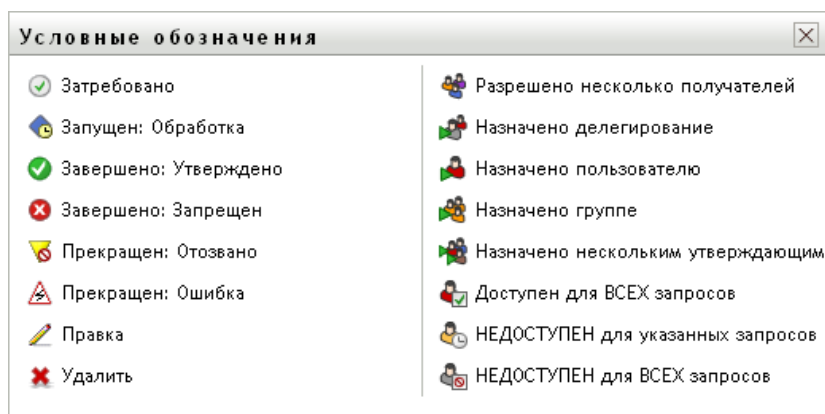 Условные обозначения
Затребовано
Запущен: Обработка
Завершено: Утверждено
Завершено: Запрещен
Прекращен: Отозвано
Прекращен: Ошибка
Правка
Удалить
Разрешено несколько получателей
Назначено делегирование
Назначено пользователю
Назначено группе
Назначено нескольким утверждающим
Доступен для ВСЕХ запросов
НЕДОСТУПЕН для указанных запросов
НЕДОСТУПЕН для ВСЕХ запросов